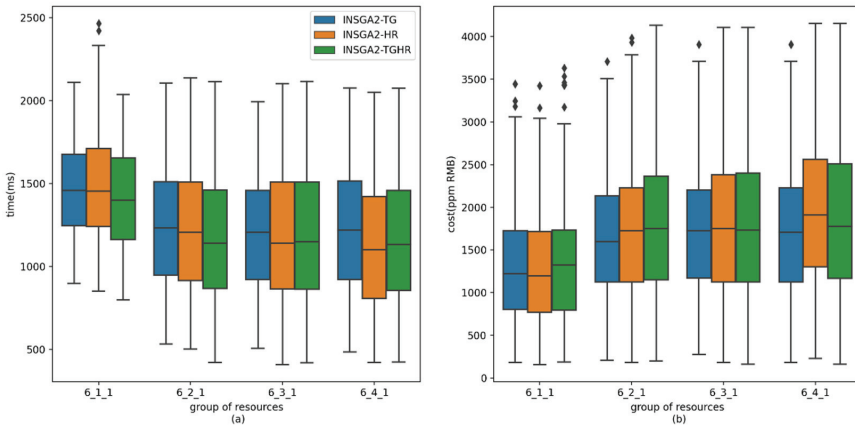 2500
2000
1500
1000
500
time(ms)
INSGA2-TG
INSGA2-HR
INSGA2-TGHR
6_1_1
6_2_1
6_3_1
6_4_1
group of resources
(a)
4000
3500
3000
2500
2000
1500
1000
500
0
cost(ppm RMB)
6_1_1
6_2_1
6_3_1
6_4_1
group of resources
(b)